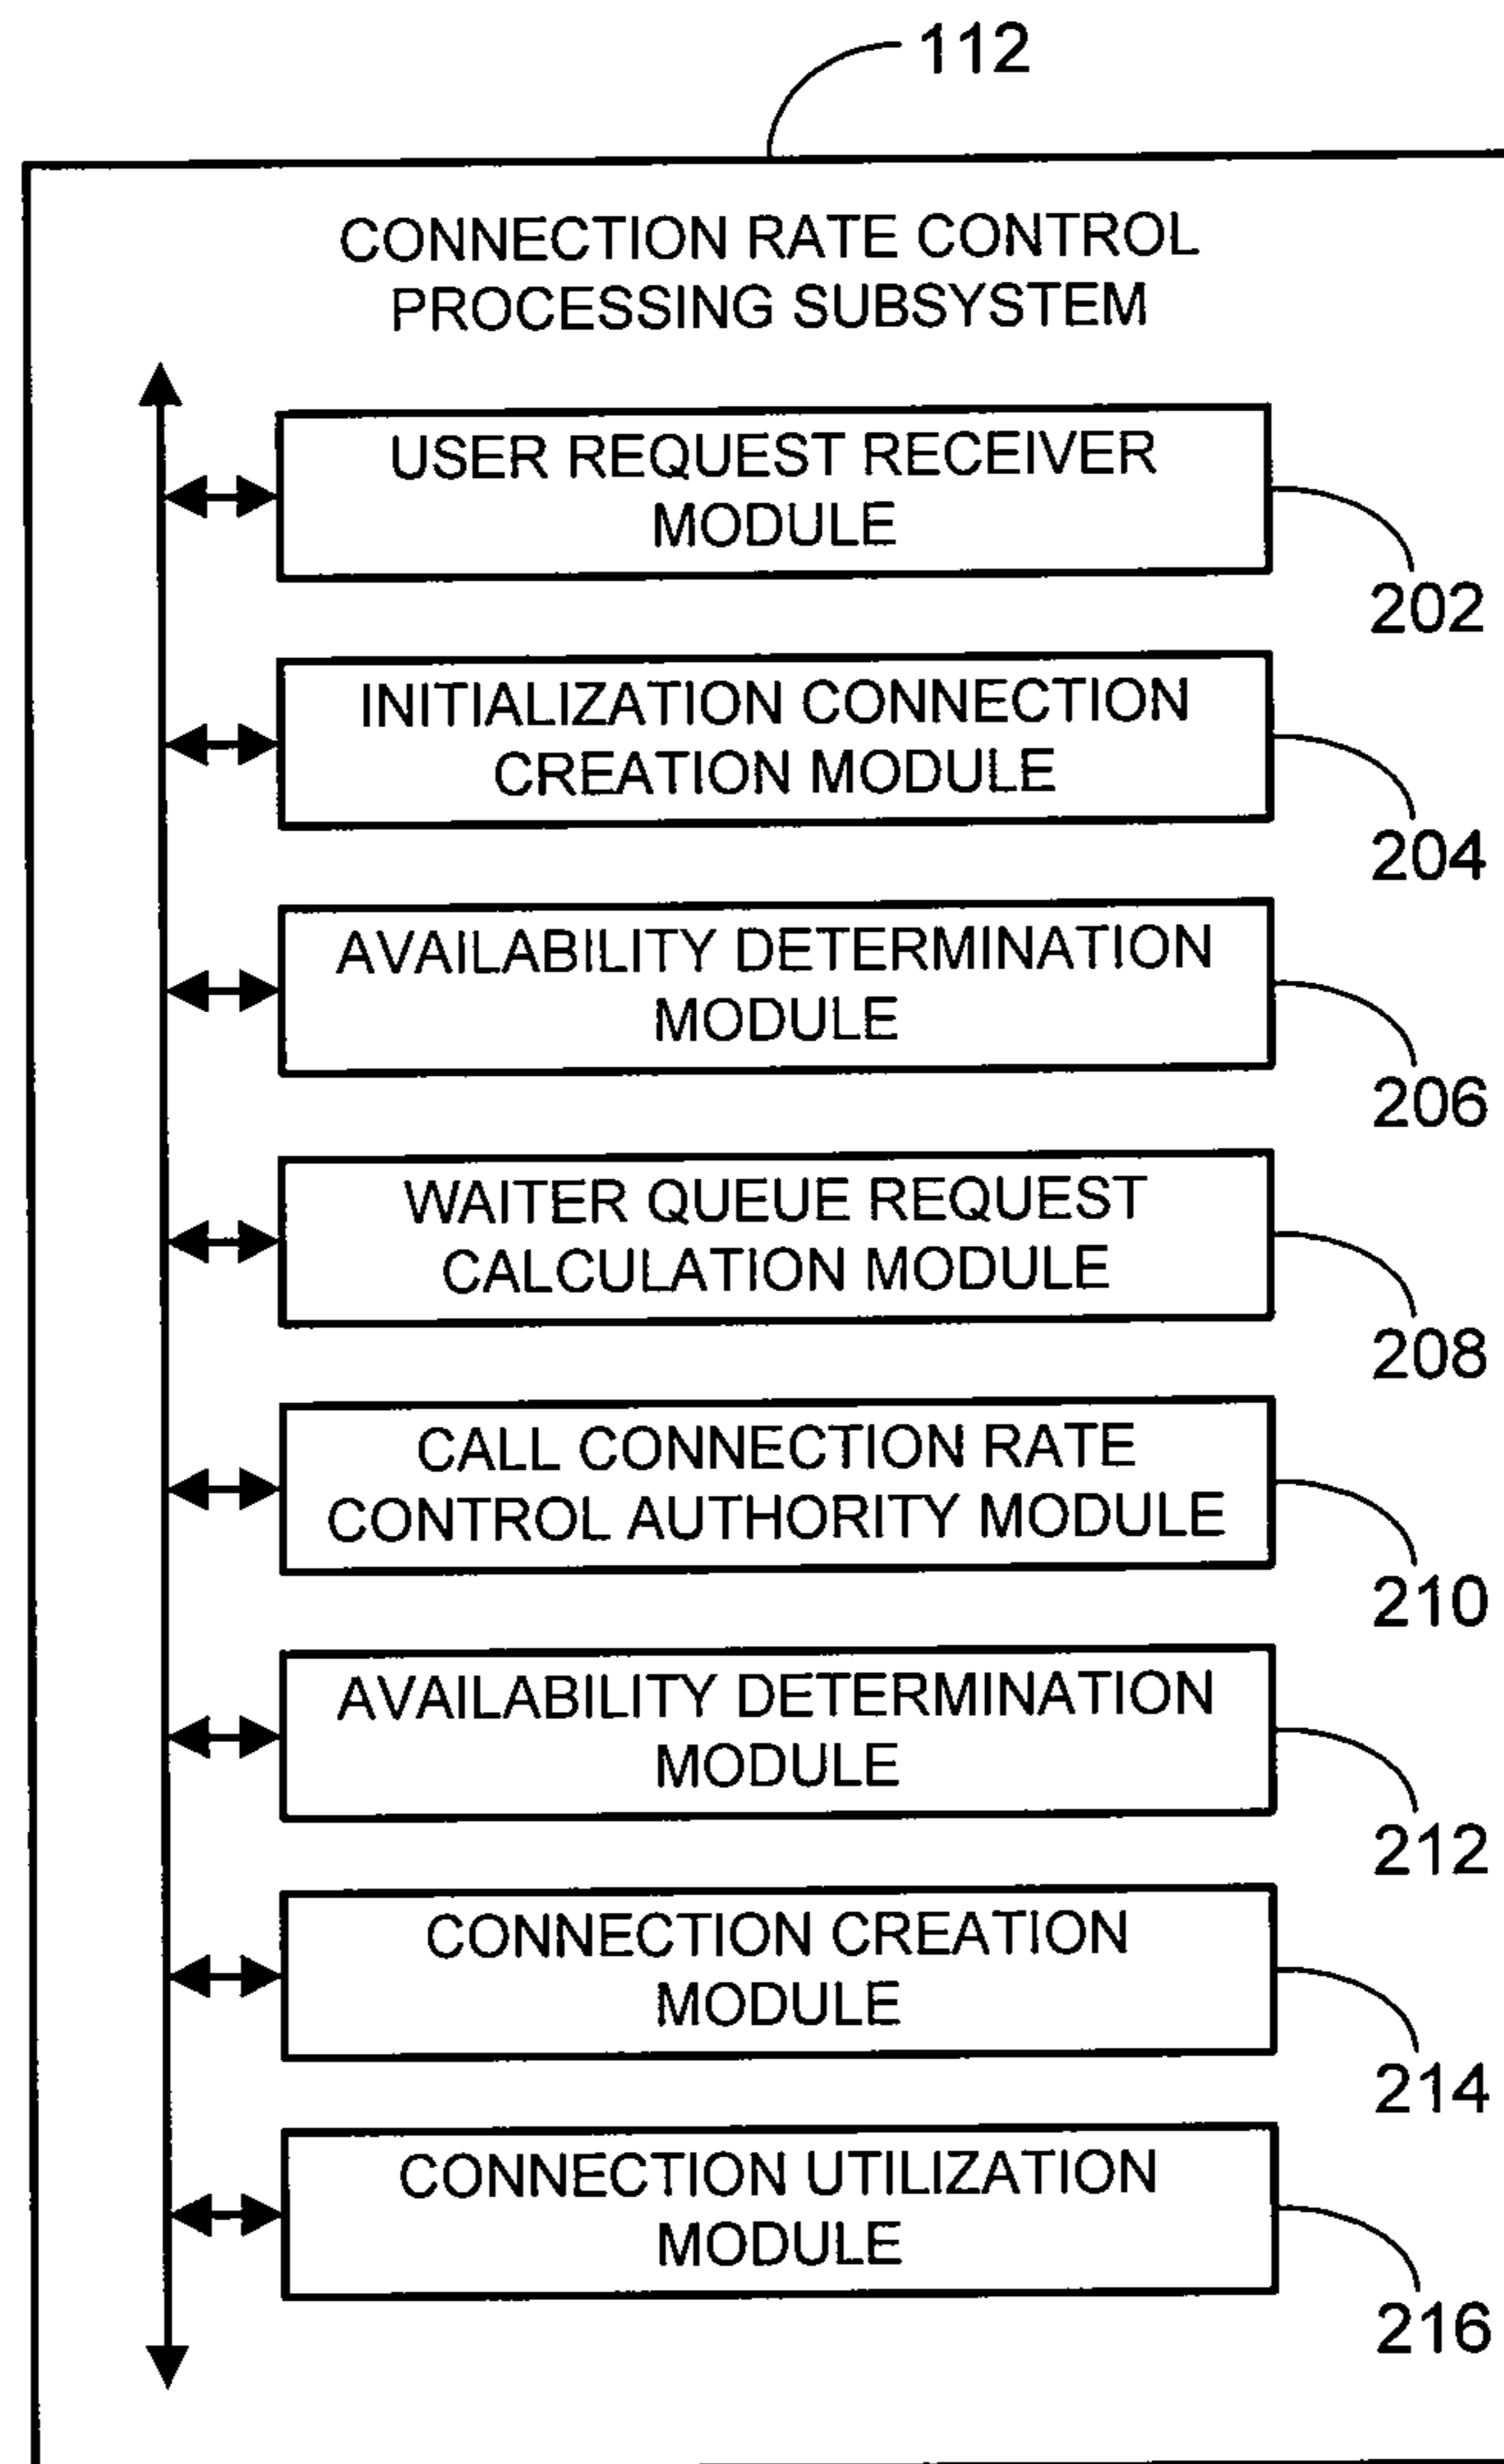 112
CONNECTION RATE CONTROL
PROCESSING SUBSYSTEM
USER REQUEST RECEIVER
MODULE
202
INITIALIZATION CONNECTION
CREATION MODULE
204
AVAILABILITY DETERMINATION
MODULE
206
WAITER QUEUE REQUEST
CALCULATION MODULE
208
CALL CONNECTION RATE
CONTROL AUTHORITY MODULE
210
AVAILABILITY DETERMINATION
MODULE
212
CONNECTION CREATION
MODULE
214
CONNECTION UTILIZATION
MODULE
216